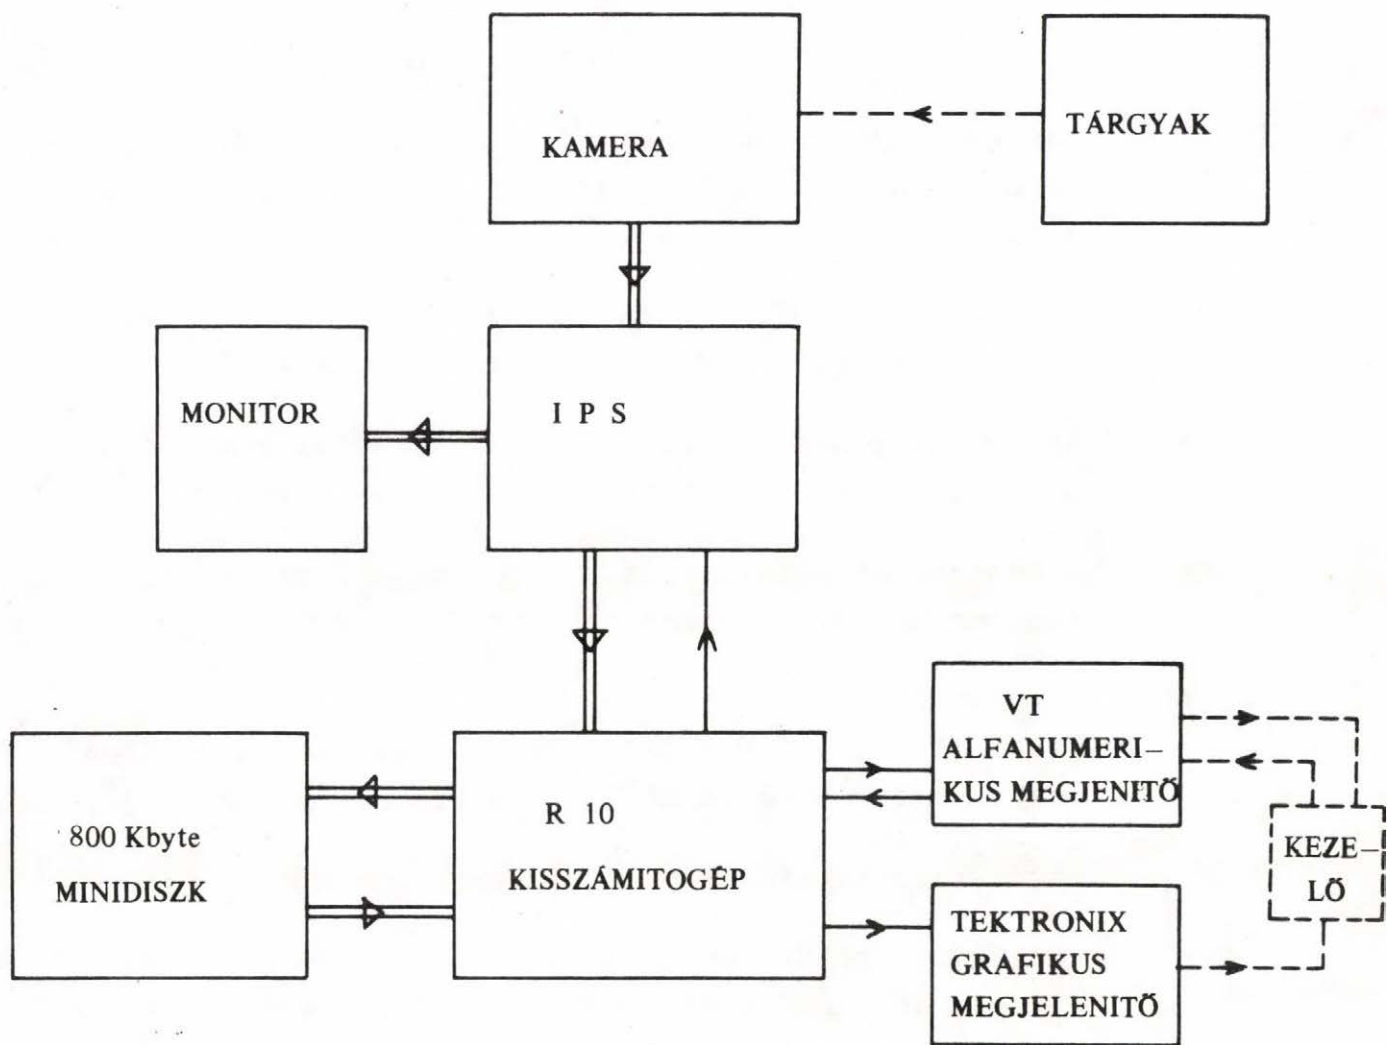 KAMERA
TÁRGYAK
MONITOR
I P S
VT
ALFANUMERI–
KUS MEGJENITŐ
800 Kbyte
MINIDISZK
R 10
KISSZÁMITOGÉP
KEZE–
LŐ
TEKTRONIX
GRAFIKUS
MEGJELENITŐ